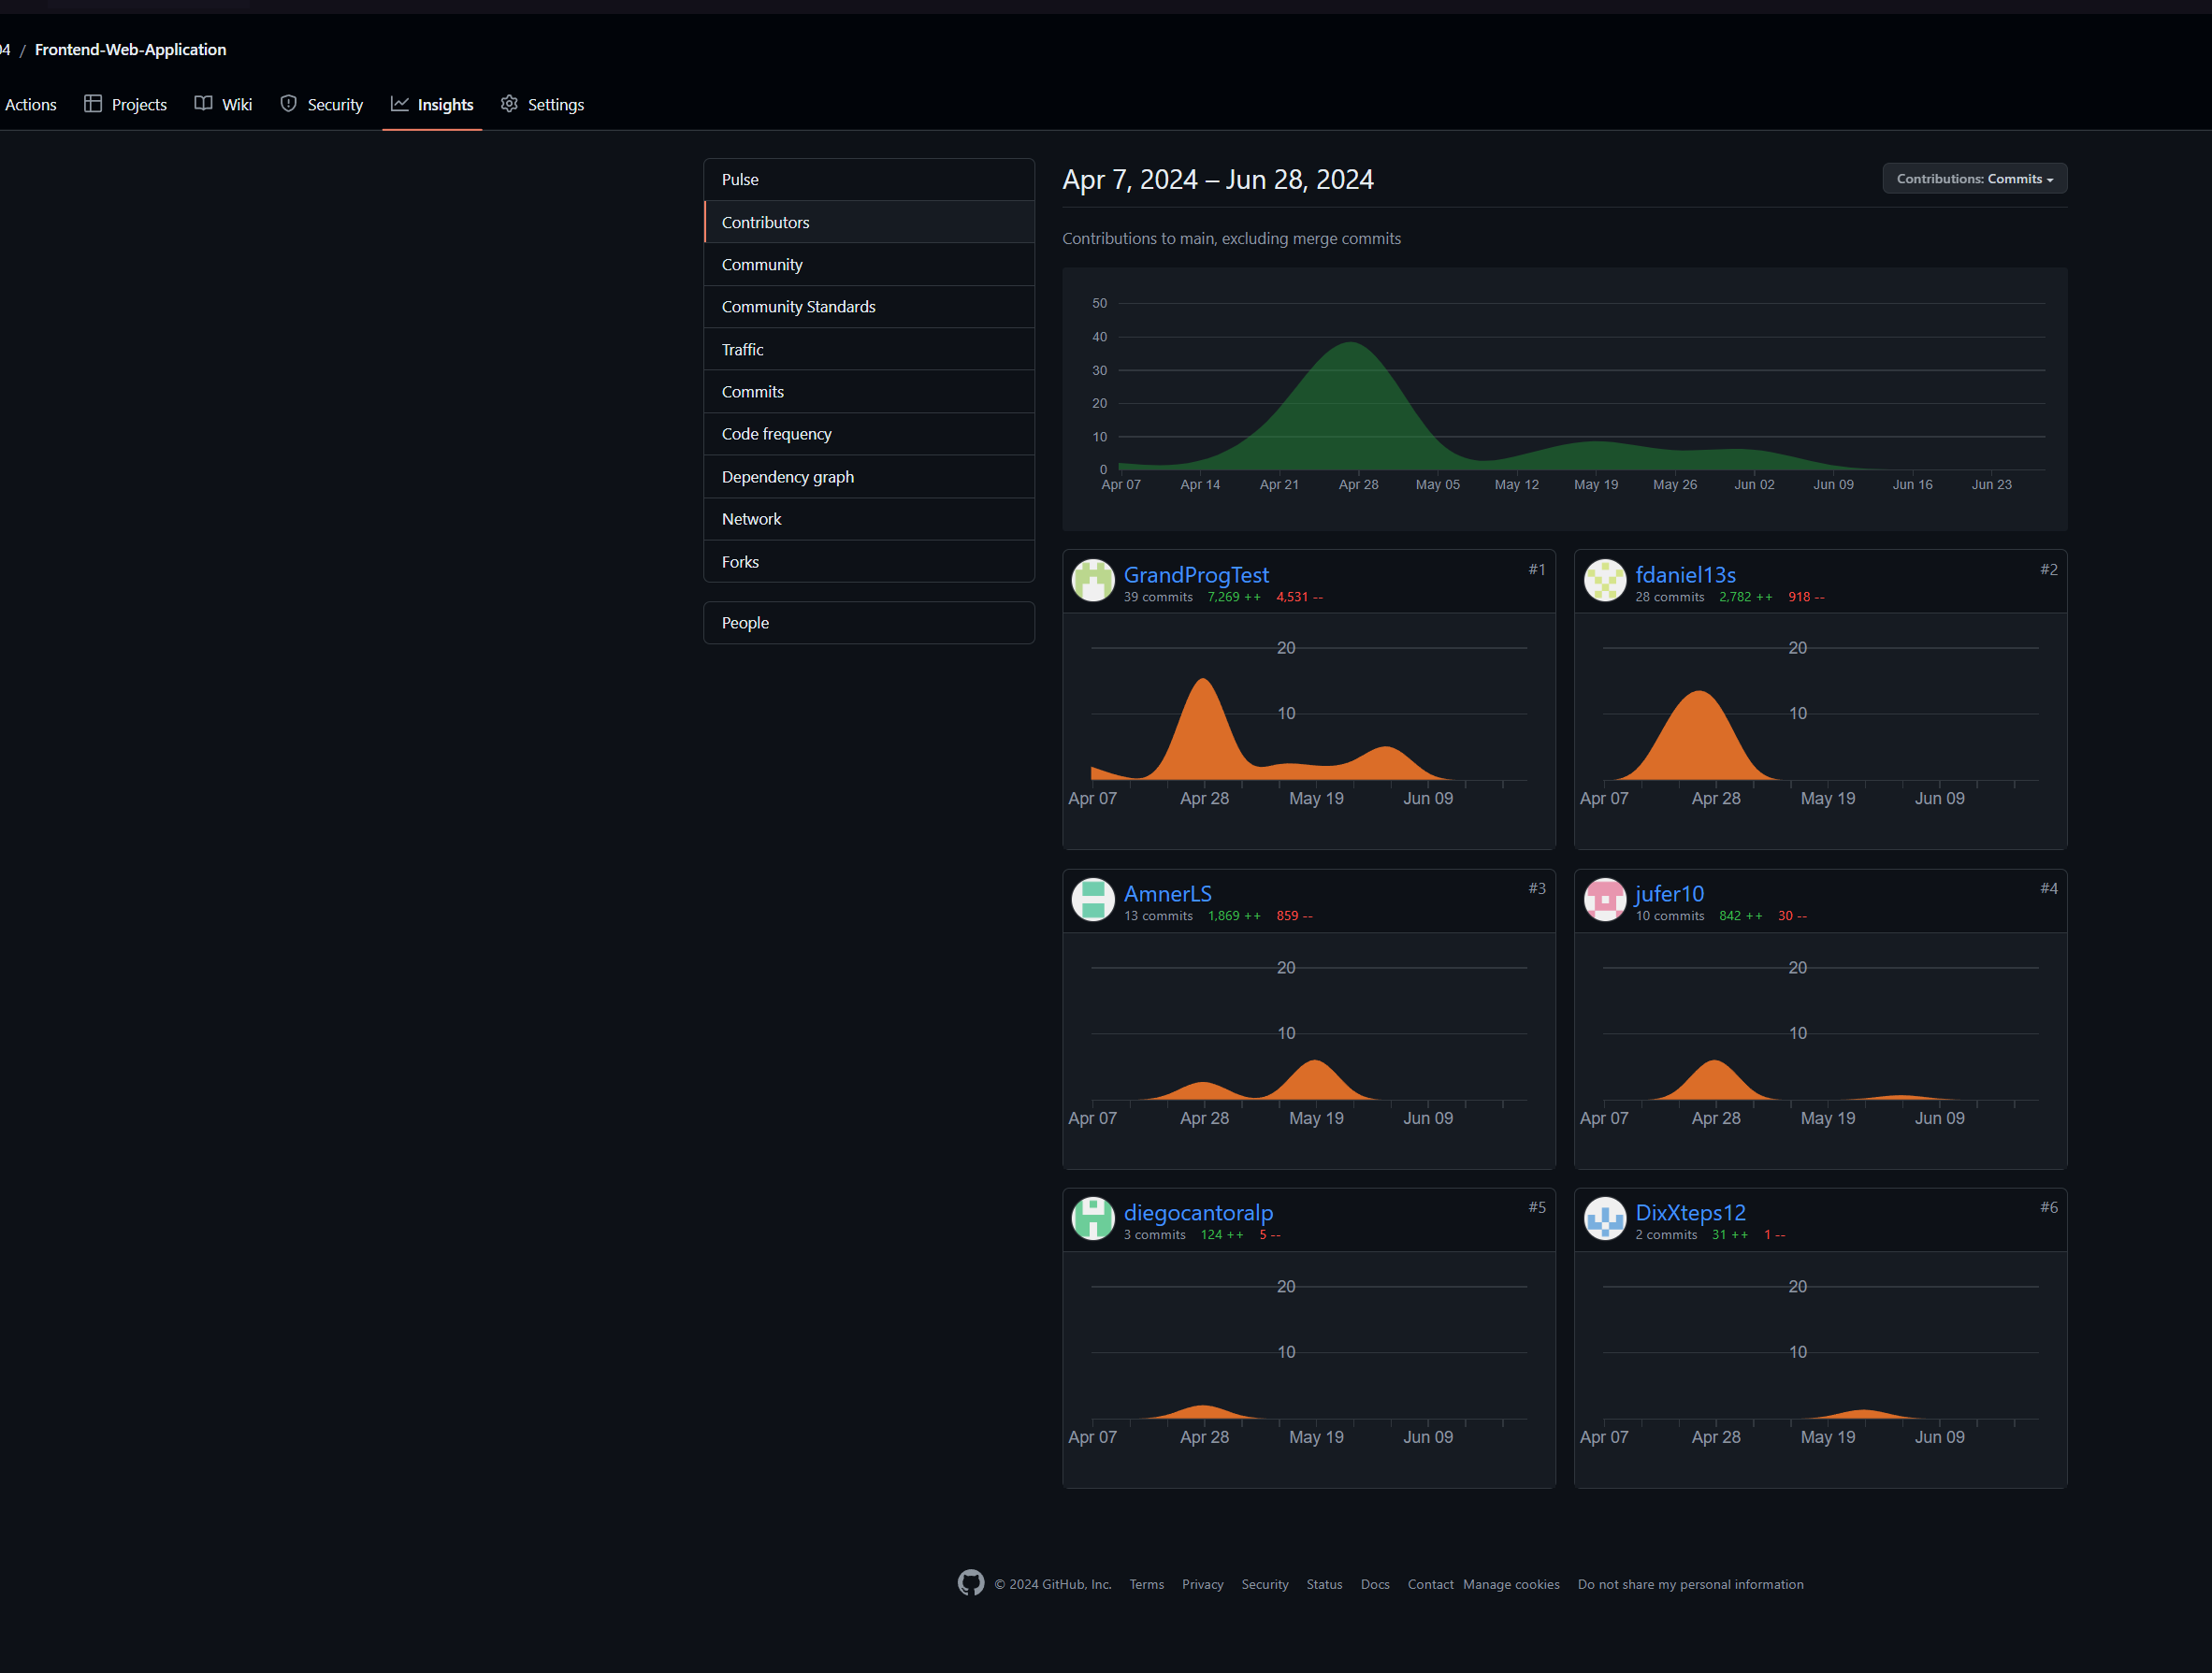 04 / Frontend-Web-Application
Actions Projects Wiki Security Insights Settings
Pulse
Contributors
Community
Community Standards
Traffic
Commits
Code frequency
Dependency graph
Network
Forks
People
Apr 7, 2024 – Jun 28, 2024
Contributions: Commits
Contributions to main, excluding merge commits
50
40
30
20
10
0
Apr 07 Apr 14 Apr 21 Apr 28 May 05 May 12 May 19 May 26 Jun 02 Jun 09 Jun 16 Jun 23
GrandProgTest #1
39 commits 7,269 ++ 4,531 --
20
10
Apr 07 Apr 28 May 19 Jun 09
fdaniel13s #2
28 commits 2,782 ++ 918 --
20
10
Apr 07 Apr 28 May 19 Jun 09
AmnerLS #3
13 commits 1,869 ++ 859 --
20
10
Apr 07 Apr 28 May 19 Jun 09
jufer10 #4
10 commits 842 ++ 30 --
20
10
Apr 07 Apr 28 May 19 Jun 09
diegocantoralp #5
3 commits 124 ++ 5 --
20
10
Apr 07 Apr 28 May 19 Jun 09
DixXteps12 #6
2 commits 31 ++ 1 --
20
10
Apr 07 Apr 28 May 19 Jun 09
© 2024 GitHub, Inc. Terms Privacy Security Status Docs Contact Manage cookies Do not share my personal information